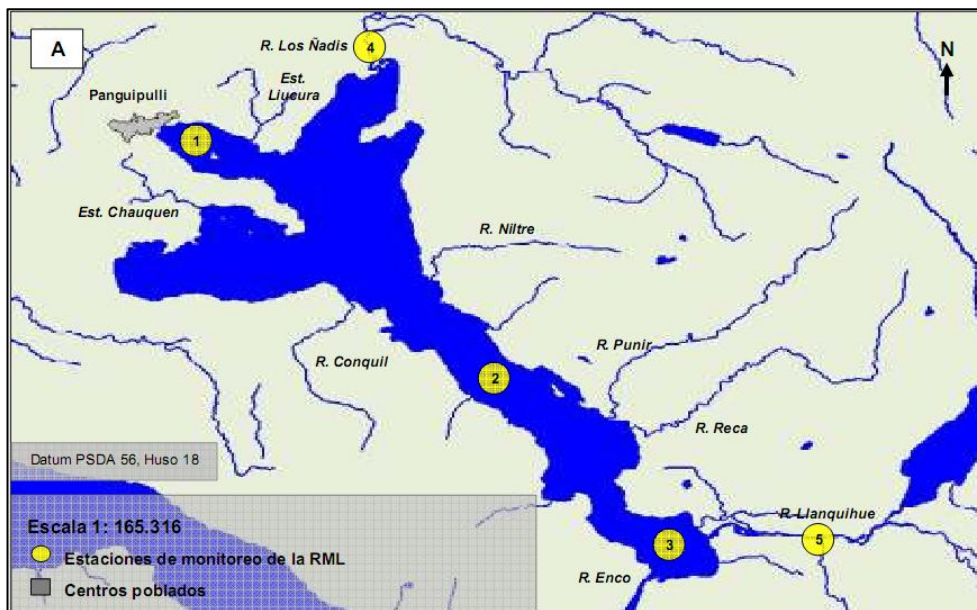 A
R. Los Ñadis
4
N
Est.
Liucura
Panguipulli
1
Est. Chauquen
R. Niltre
R. Punir
R. Conquil
2
R. Reca
Datum PSDA 56, Huso 18
Escala 1: 165.316
R. Llanquihue
Estaciones de monitoreo de la RML
3
5
R. Enco
Centros poblados